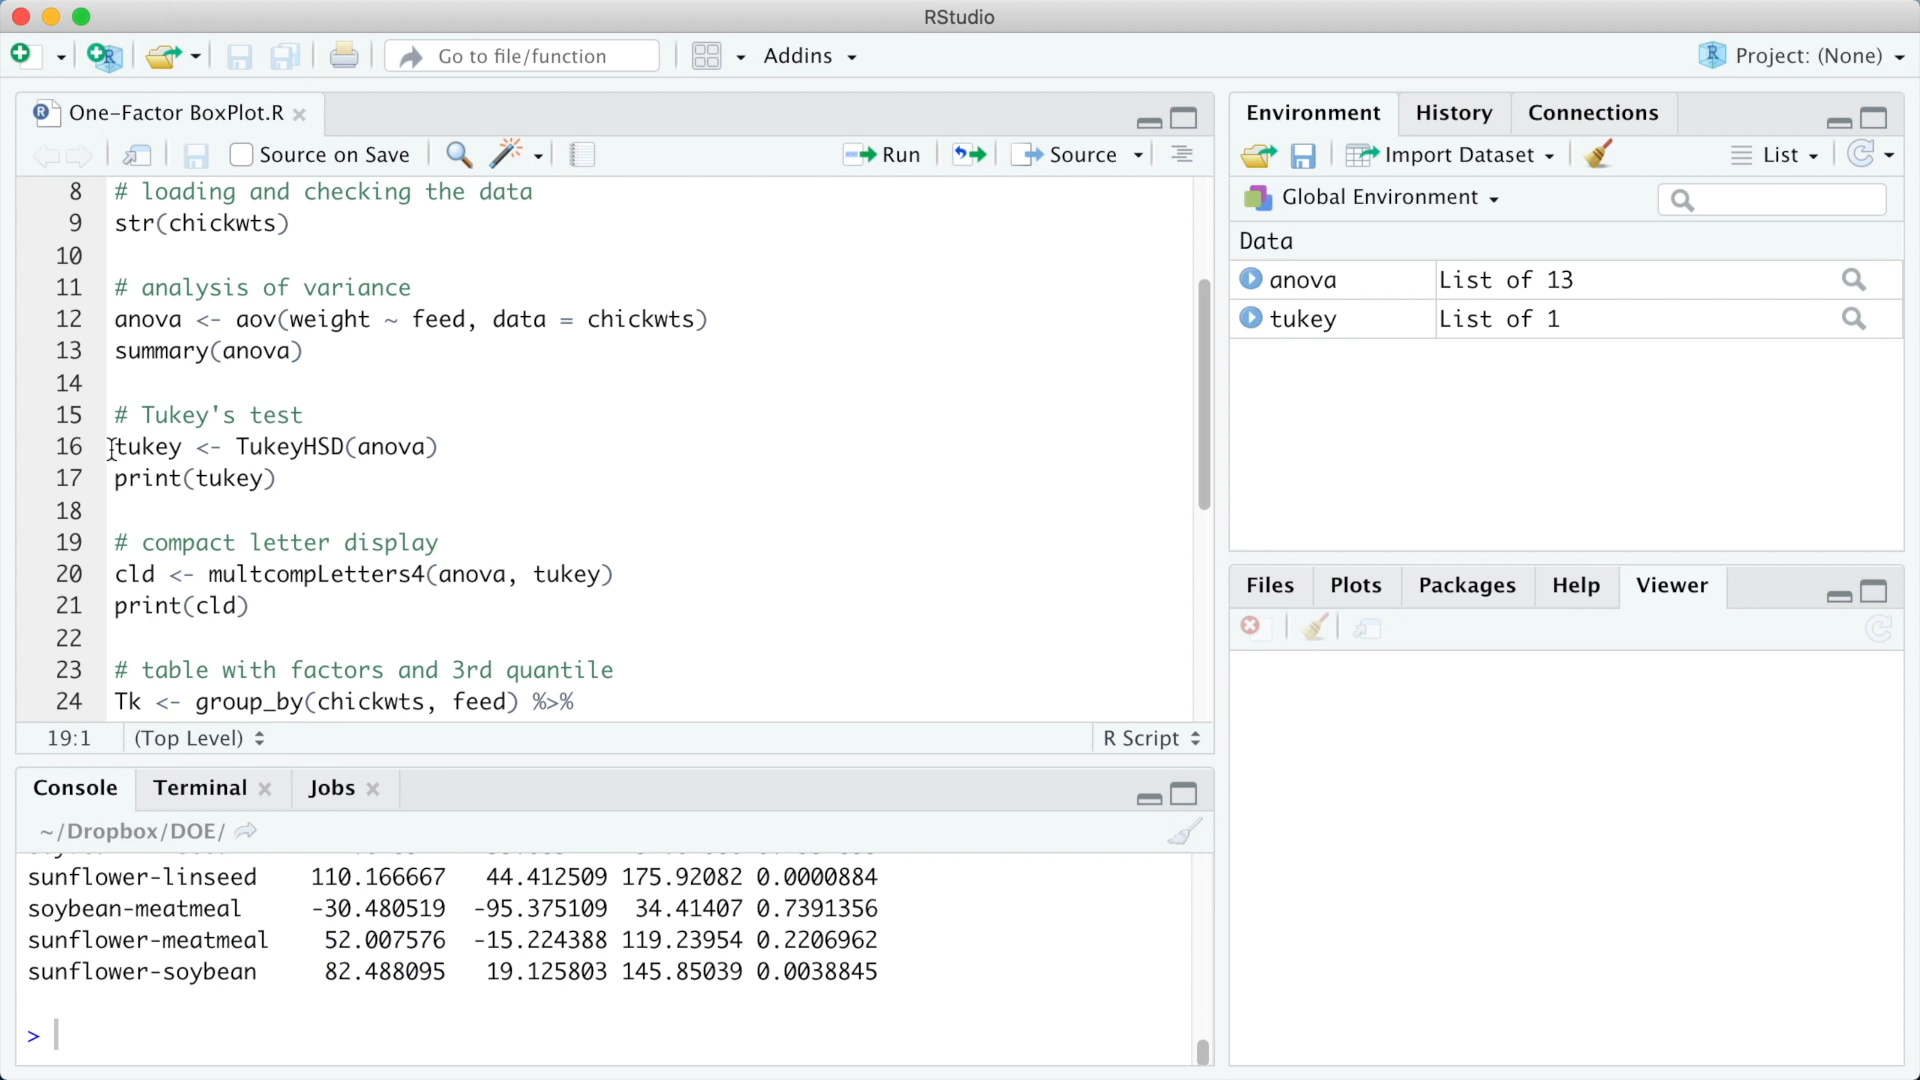 RStudio
Go to file/function
Addins
Project: (None)
One-Factor BoxPlot.R
Source on Save
Run
Source
8 # loading and checking the data
9 str(chickwts)
10
11 # analysis of variance
12 anova <- aov(weight ~ feed, data = chickwts)
13 summary(anova)
14
15 # Tukey's test
16 tukey <- TukeyHSD(anova)
17 print(tukey)
18
19 # compact letter display
20 cld <- multcompLetters4(anova, tukey)
21 print(cld)
22
23 # table with factors and 3rd quantile
24 Tk <- group_by(chickwts, feed) %>%
19:1 (Top Level) R Script
Console Terminal Jobs
~/Dropbox/DOE/
sunflower-linseed 110.166667 44.412509 175.92082 0.0000884
soybean-meatmeal -30.480519 -95.375109 34.41407 0.7391356
sunflower-meatmeal 52.007576 -15.224388 119.23954 0.2206962
sunflower-soybean 82.488095 19.125803 145.85039 0.0038845
>
Environment History Connections
Import Dataset List
Global Environment
Data
anova List of 13
tukey List of 1
Files Plots Packages Help Viewer